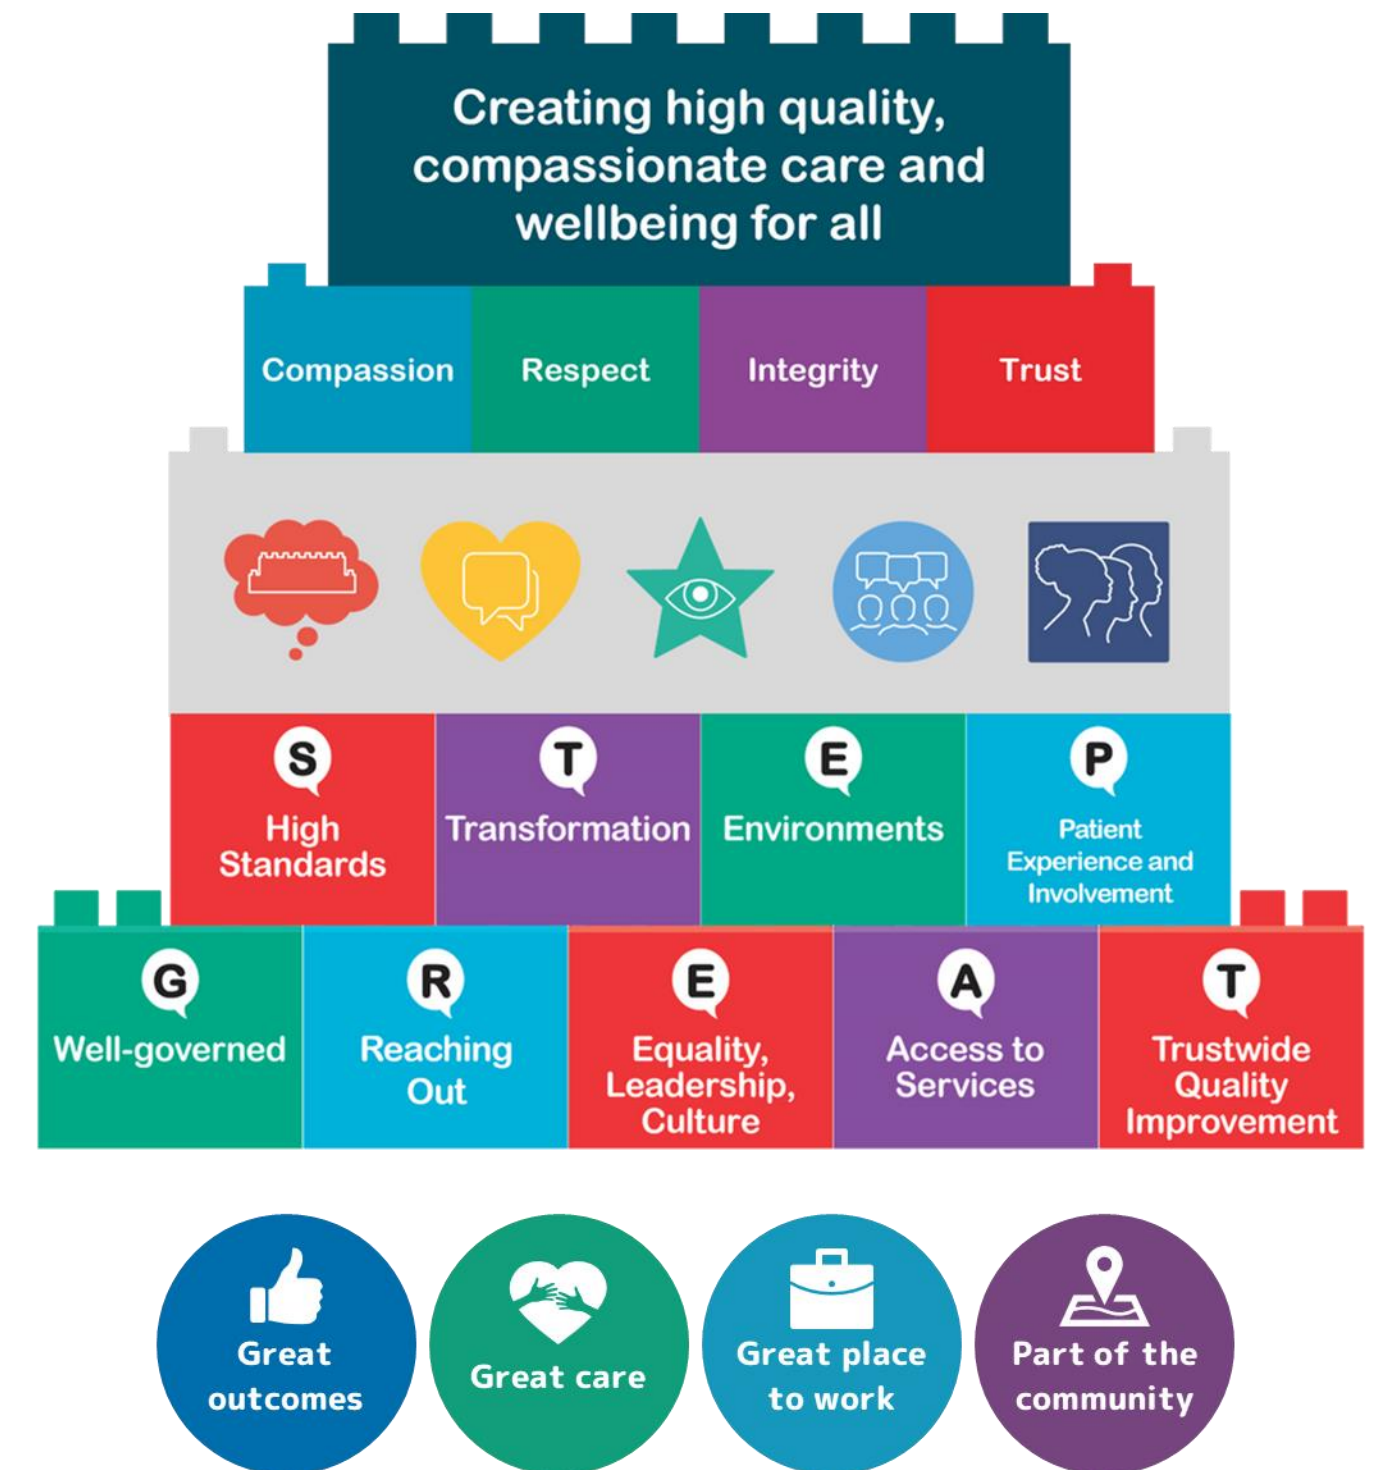 Creating high quality,
compassionate care and
wellbeing for all
Compassion
Respect
Integrity
Trust
S
High
Standards
T
Transformation
E
Environments
P
Patient
Experience and
Involvement
G
Well-governed
R
Reaching
Out
E
Equality,
Leadership,
Culture
A
Access to
Services
T
Trustwide
Quality
Improvement
Great
outcomes
Great care
Great place
to work
Part of the
community